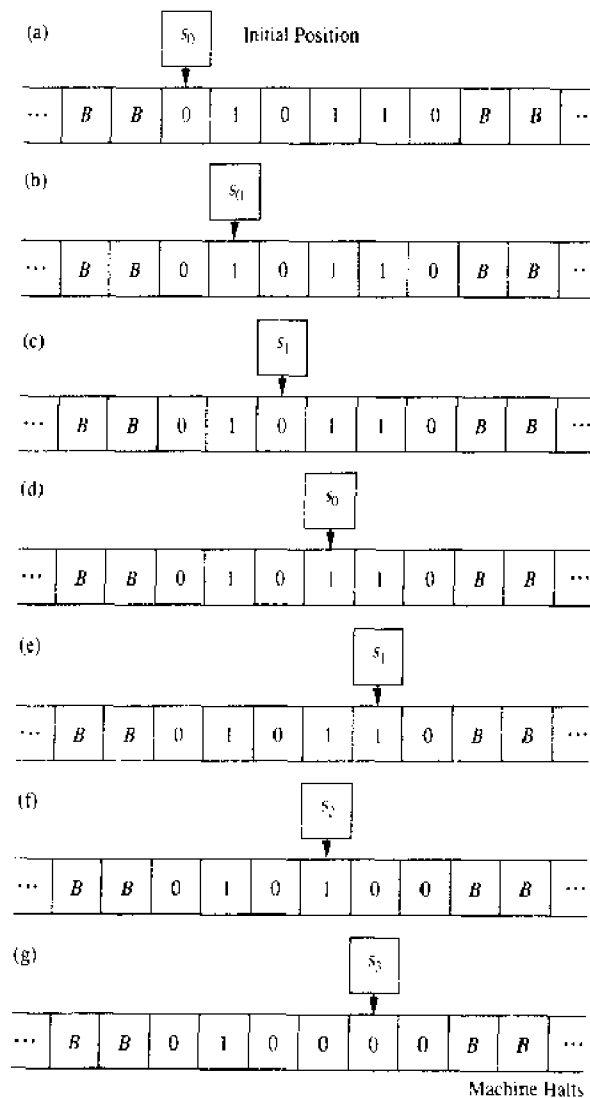 (a) s0 Initial Position
··· B B 0 1 0 1 1 0 B B ··
(b) s0
··· B B 0 1 0 1 1 0 B B ··
(c) s1
··· B B 0 1 0 1 1 0 B B ···
(d) s0
··· B B 0 1 0 1 1 0 B B ···
(e) s1
··· B B 0 1 0 1 1 0 B B ···
(f) s2
··· B B 0 1 0 1 0 0 B B ···
(g) s3
··· B B 0 1 0 0 0 0 B B ···
Machine Halts